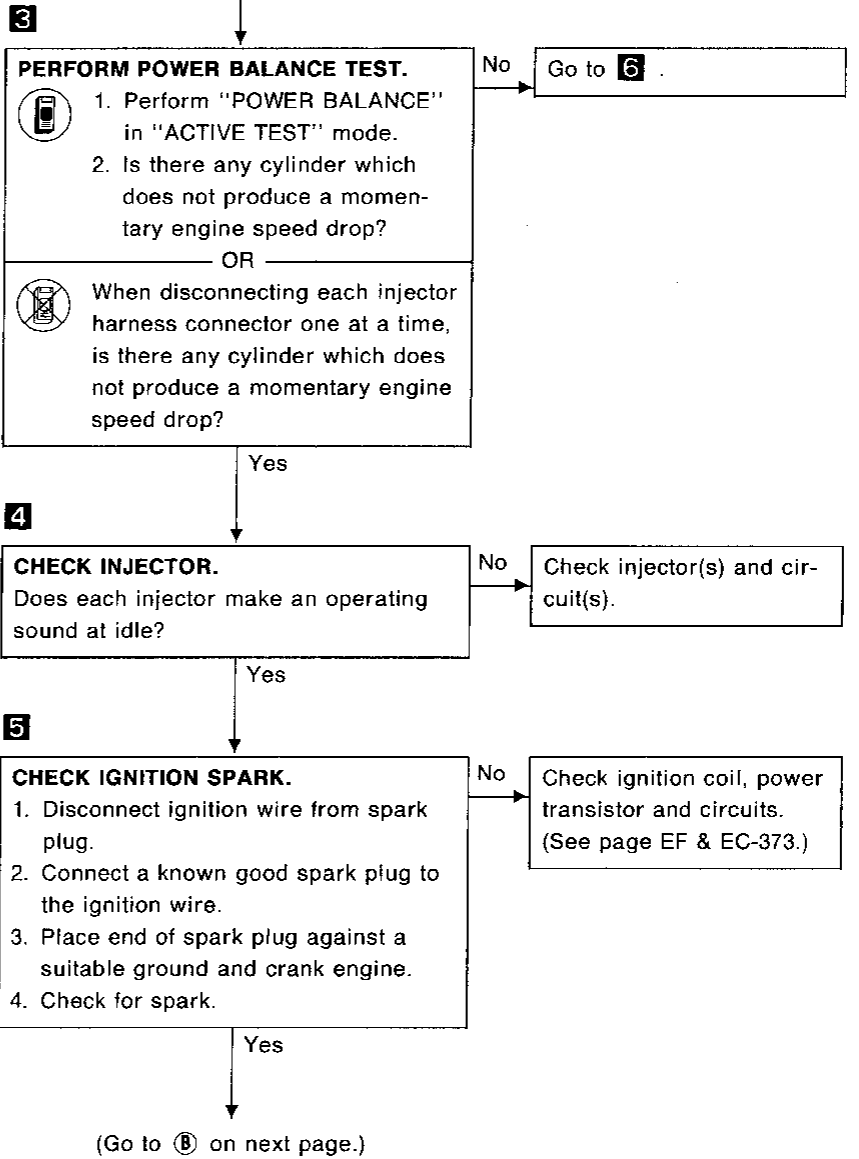 3
PERFORM POWER BALANCE TEST.
1. Perform "POWER BALANCE"
in "ACTIVE TEST" mode.
2. Is there any cylinder which
does not produce a momen-
tary engine speed drop?
OR
When disconnecting each injector
harness connector one at a time,
is there any cylinder which does
not produce a momentary engine
speed drop?
No
Go to 6 .
Yes
4
CHECK INJECTOR.
Does each injector make an operating
sound at idle?
No
Check injector(s) and cir-
cuit(s).
Yes
5
CHECK IGNITION SPARK.
1. Disconnect ignition wire from spark
plug.
2. Connect a known good spark plug to
the ignition wire.
3. Place end of spark plug against a
suitable ground and crank engine.
4. Check for spark.
No
Check ignition coil, power
transistor and circuits.
(See page EF & EC-373.)
Yes
(Go to Ⓑ on next page.)